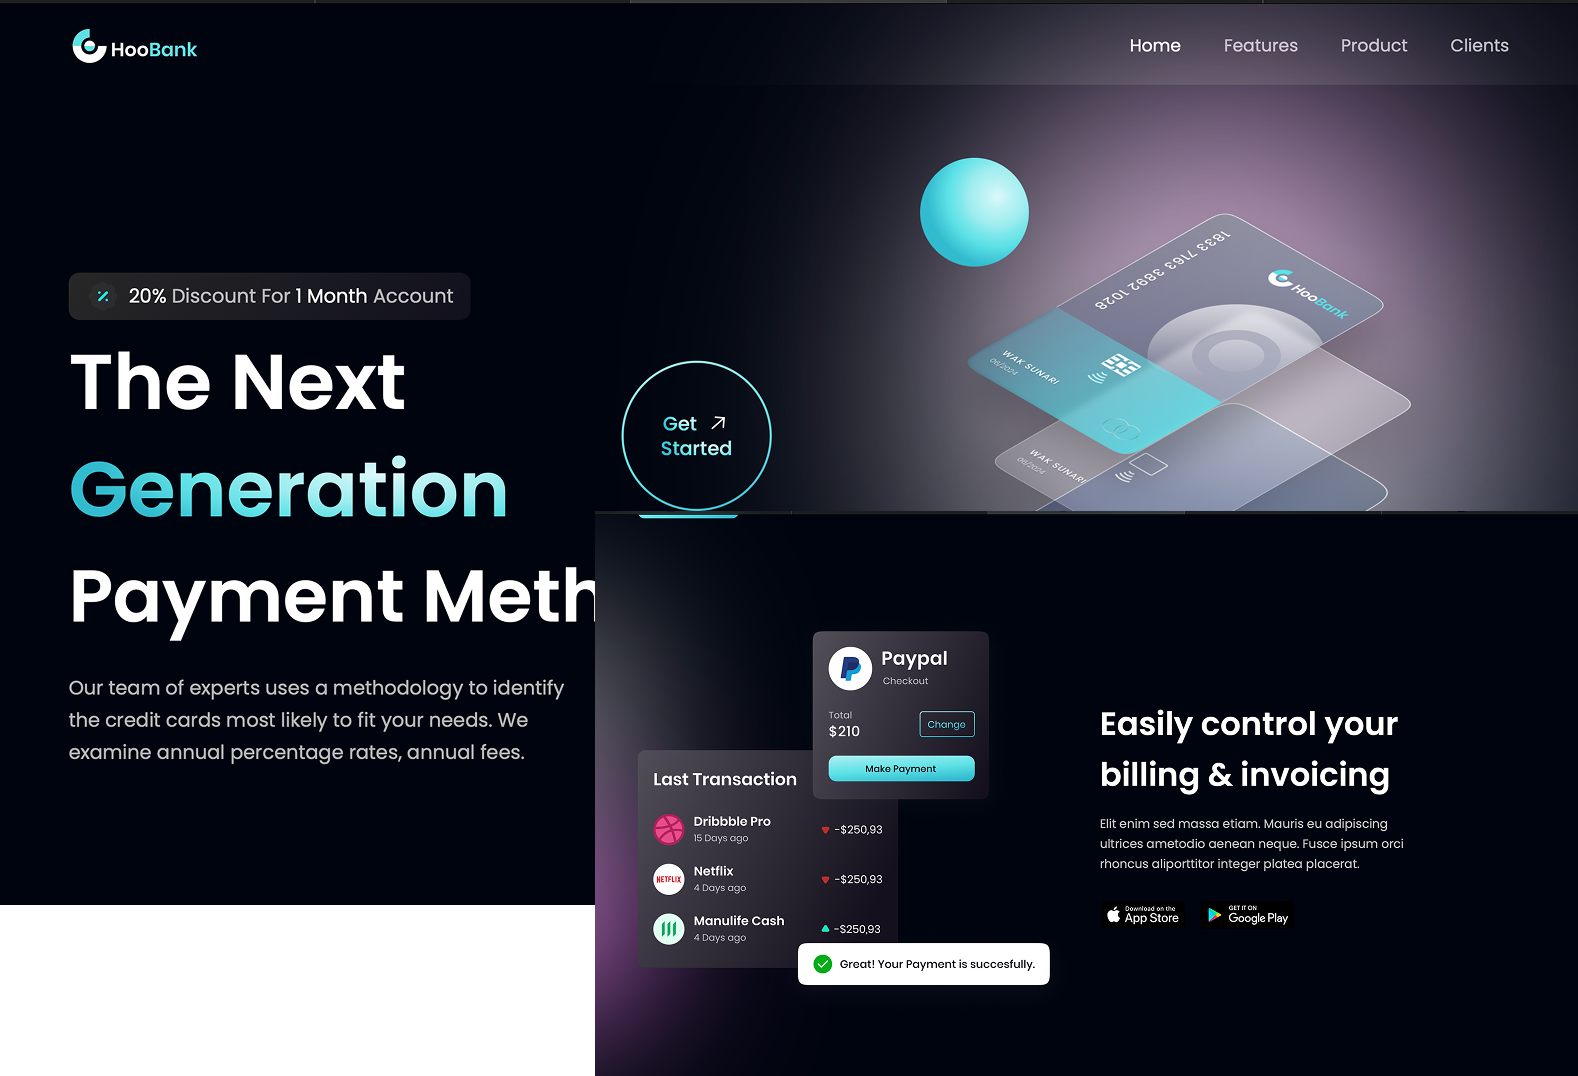 HooBank
Home Features Product Clients
20% Discount For 1 Month Account
The Next
Generation
Payment Meth
Our team of experts uses a methodology to identify
the credit cards most likely to fit your needs. We
examine annual percentage rates, annual fees.
Get
Started
1833 7163 3892 1028
HooBank
WAK SUNARI
06/2024
WAK SUNARI
06/2024
Paypal
Checkout
Total
$210
Change
Make Payment
Last Transaction
Dribbble Pro
15 Days ago
-$250,93
NETFLIX
Netflix
4 Days ago
-$250,93
Manulife Cash
4 Days ago
-$250,93
Great! Your Payment is succesfully.
Easily control your
billing & invoicing
Elit enim sed massa etiam. Mauris eu adipiscing
ultrices ametodio aenean neque. Fusce ipsum orci
rhoncus aliporttitor integer platea placerat.
Download on the
App Store
GET IT ON
Google Play